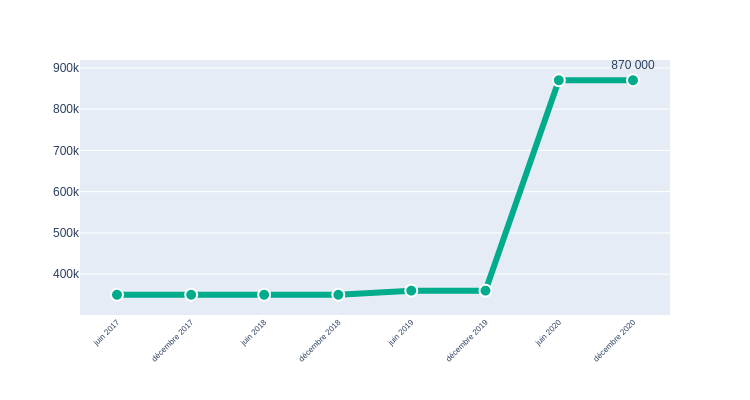 870 000
900k
800k
700k
600k
500k
400k
juin 2017
décembre 2017
juin 2018
décembre 2018
juin 2019
décembre 2019
juin 2020
décembre 2020